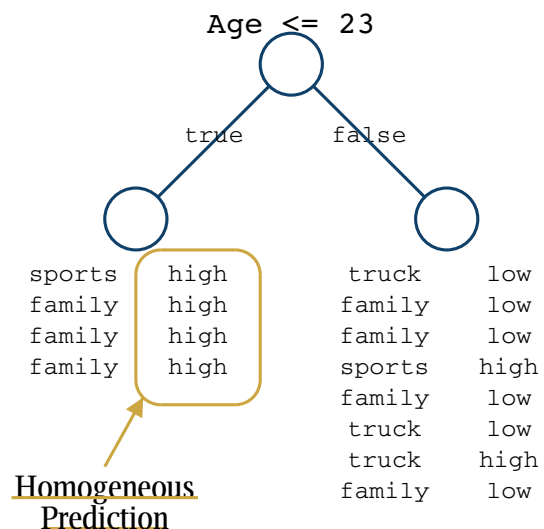 Age <= 23
true false
sports high truck low
family high family low
family high family low
family high sports high
family low
truck low
truck high
family low
Homogeneous
Prediction